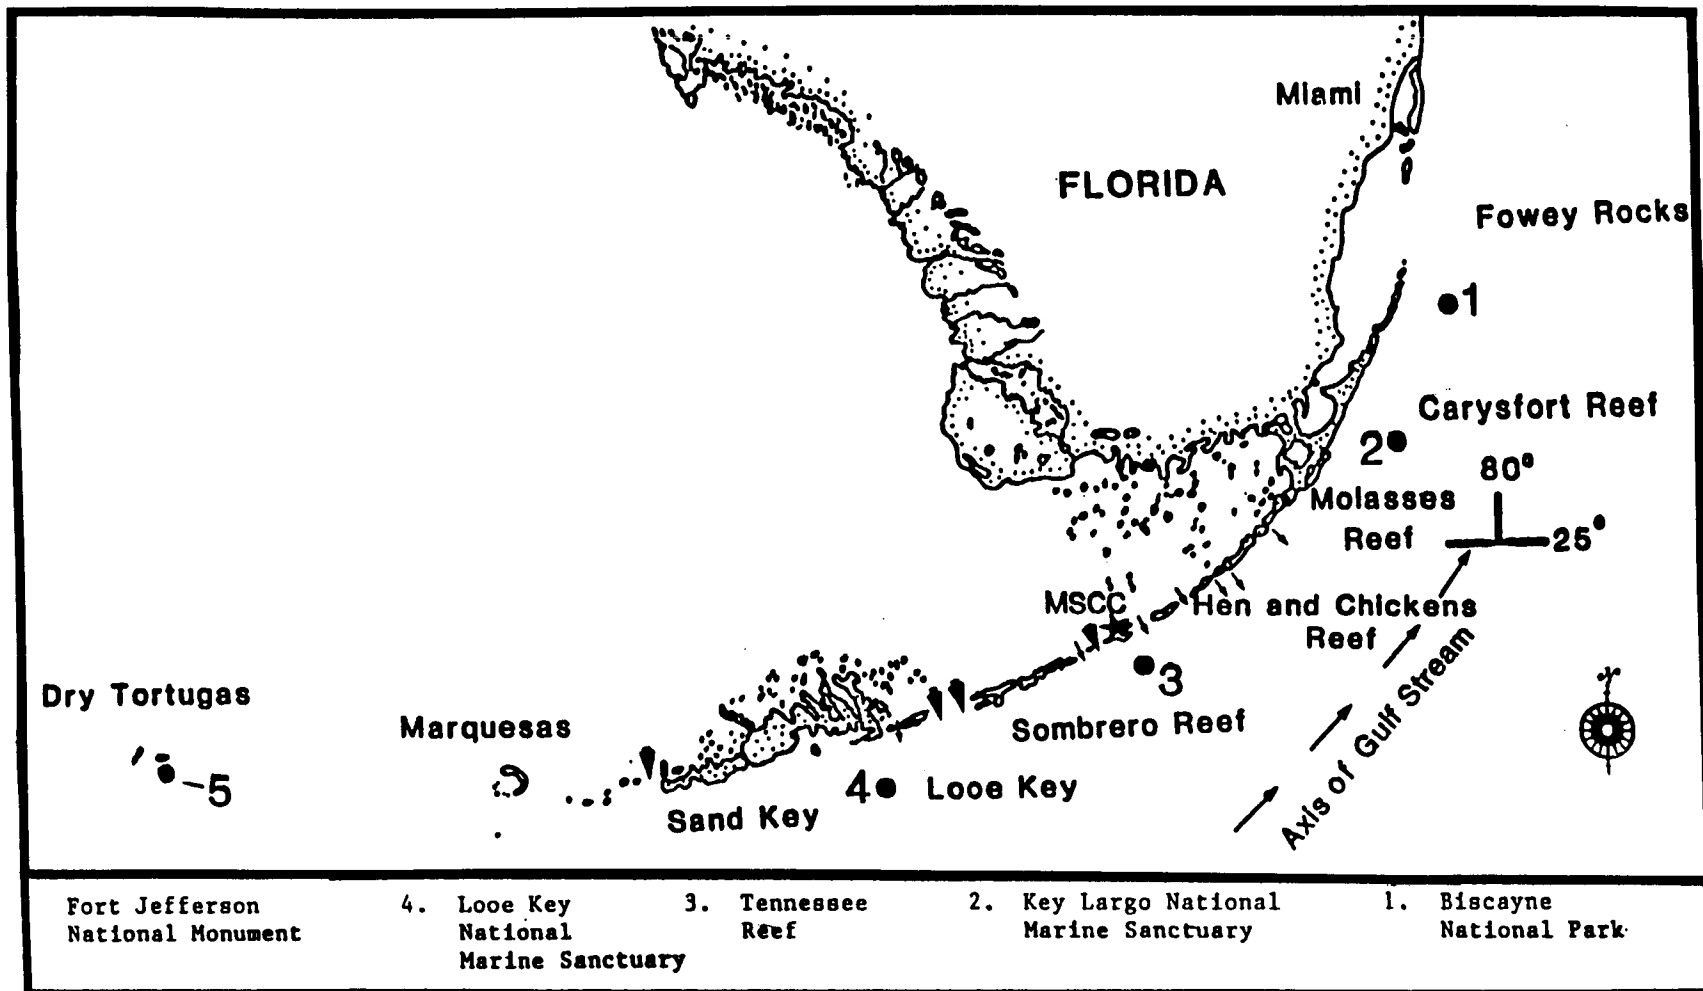 Miami
FLORIDA
Fowey Rocks
1
Carysfort Reef
2
80°
Molasses
Reef
25°
MSCC
Hen and Chickens
Reef
3
Dry Tortugas
Marquesas
Sombrero Reef
Axis of Gulf Stream
5
4
Looe Key
Sand Key
Fort Jefferson
National Monument
4. Looe Key
National
Marine Sanctuary
3. Tennessee
Reef
2. Key Largo National
Marine Sanctuary
1. Biscayne
National Park